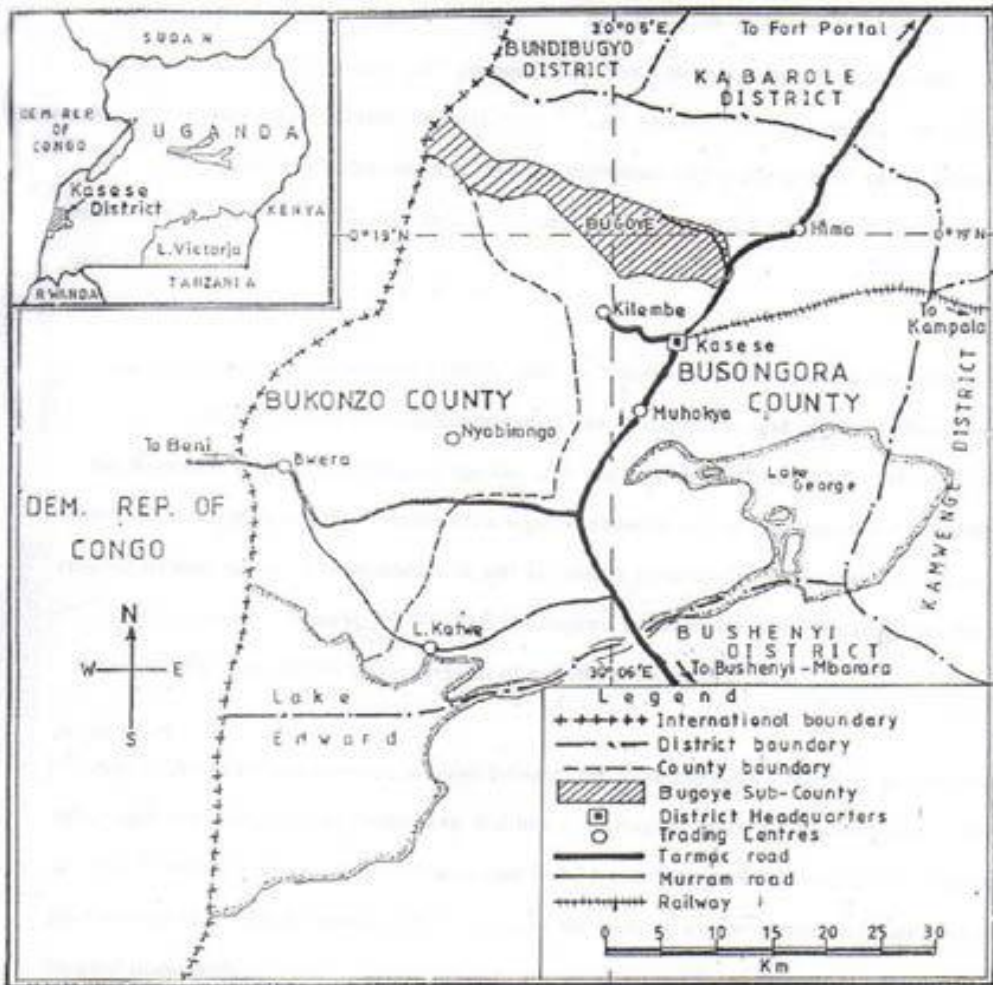 SUDAN
DEM. REP.
OF
CONGO
UGANDA
Kasese
District
KENYA
L. Victoria
TANZANIA
RWANDA
30°06'E
To Fort Portal
BUNDIBUGYO
DISTRICT
KABAROLE
DISTRICT
BUGOYE
Hima
0°19'N
0°19'N
Kilembe
To
Kampala
Kasese
BUSONGORA
COUNTY
BUKONZO COUNTY
Muhokya
Nyabirongo
To Beni
Bwera
Lake
George
KAMWENGE DISTRICT
DEM. REP. OF
CONGO
N
W E
S
L. Katwe
BUSHENYI
DISTRICT
30°06'E
To Bushenyi-Mbarara
Lake
Edward
Legend
International boundary
District boundary
County boundary
Bugoye Sub-County
District Headquarters
Trading Centres
Tarmac road
Murram road
Railway
0 5 10 15 20 25 30
Km